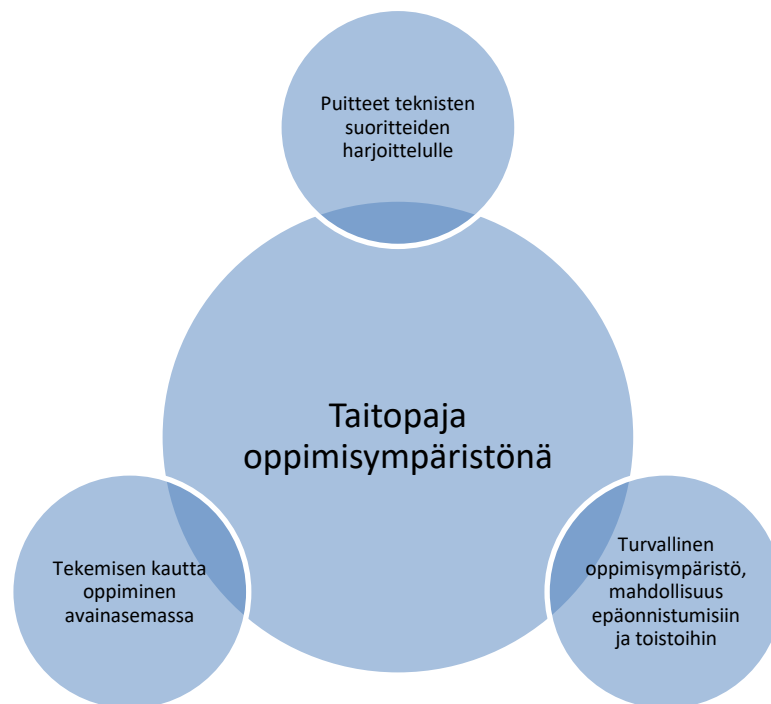 Puitteet teknisten
suoritteiden
harjoittelulle
Taitopaja
oppimisympäristönä
Tekemisen kautta
oppiminen
avainasemassa
Turvallinen
oppimisympäristö,
mahdollisuus
epäonnistumisiin
ja toistoihin